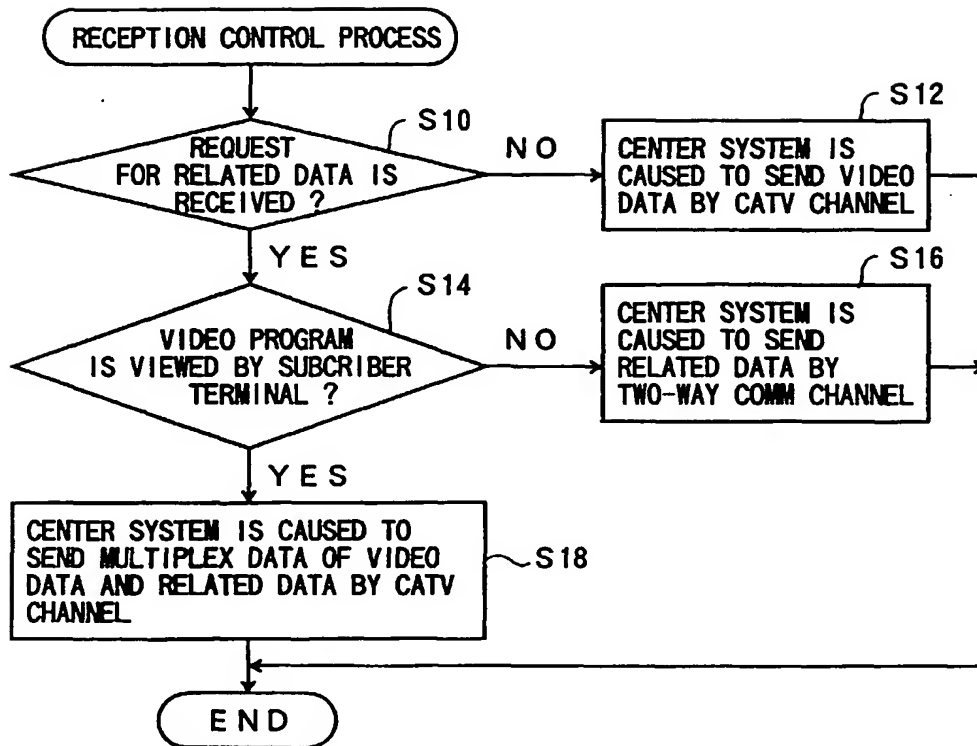 RECEPTION CONTROL PROCESS
S10
REQUEST
FOR RELATED DATA IS
RECEIVED ?
NO
S12
CENTER SYSTEM IS
CAUSED TO SEND VIDEO
DATA BY CATV CHANNEL
YES
S14
VIDEO PROGRAM
IS VIEWED BY SUBCRIBER
TERMINAL ?
NO
S16
CENTER SYSTEM IS
CAUSED TO SEND
RELATED DATA BY
TWO-WAY COMM CHANNEL
YES
CENTER SYSTEM IS CAUSED TO
SEND MULTIPLEX DATA OF VIDEO
DATA AND RELATED DATA BY CATV
CHANNEL
S18
END